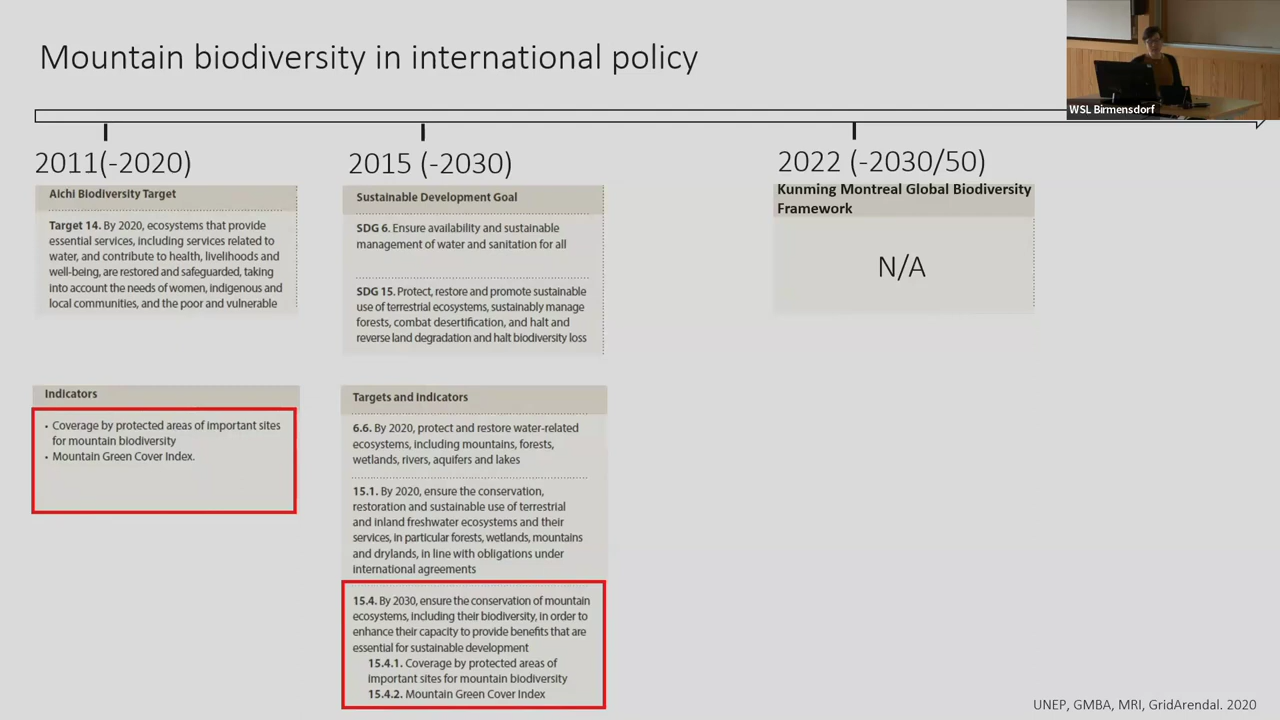 Mountain biodiversity in international policy
WSL Birmensdorf
2011(-2020)
Aichi Biodiversity Target
Target 14. By 2020, ecosystems that provide
essential services, including services related to
water, and contribute to health, livelihoods and
well-being, are restored and safeguarded, taking
into account the needs of women, indigenous and
local communities, and the poor and vulnerable
Indicators
• Coverage by protected areas of important sites
for mountain biodiversity
• Mountain Green Cover Index.
2015 (-2030)
Sustainable Development Goal
SDG 6. Ensure availability and sustainable
management of water and sanitation for all
SDG 15. Protect, restore and promote sustainable
use of terrestrial ecosystems, sustainably manage
forests, combat desertification, and halt and
reverse land degradation and halt biodiversity loss
Targets and indicators
6.6. By 2020, protect and restore water-related
ecosystems, including mountains, forests,
wetlands, rivers, aquifers and lakes
15.1. By 2020, ensure the conservation,
restoration and sustainable use of terrestrial
and inland freshwater ecosystems and their
services, in particular forests, wetlands, mountains
and drylands, in line with obligations under
international agreements
15.4. By 2030, ensure the conservation of mountain
ecosystems, including their biodiversity, in order to
enhance their capacity to provide benefits that are
essential for sustainable development
15.4.1. Coverage by protected areas of
important sites for mountain biodiversity
15.4.2. Mountain Green Cover Index
2022 (-2030/50)
Kunming Montreal Global Biodiversity
Framework
N/A
UNEP, GMBA, MRI, GridArendal. 2020